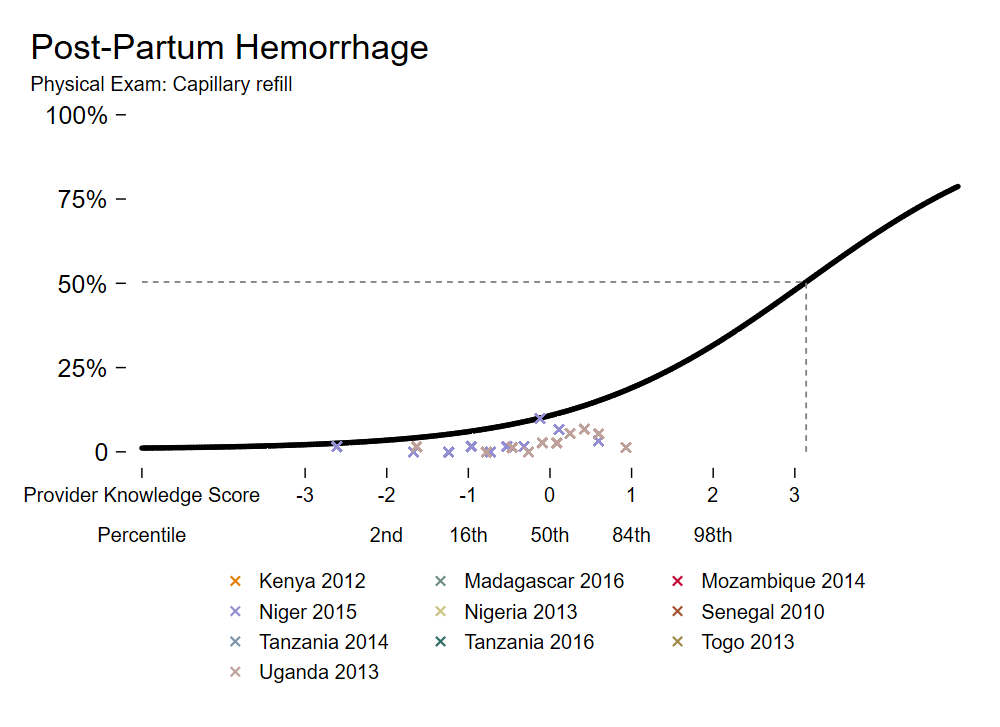 Post-Partum Hemorrhage
Physical Exam: Capillary refill
100%
75%
50%
25%
0
Provider Knowledge Score -3 -2 -1 0 1 2 3
Percentile 2nd 16th 50th 84th 98th
Kenya 2012 Madagascar 2016 Mozambique 2014
Niger 2015 Nigeria 2013 Senegal 2010
Tanzania 2014 Tanzania 2016 Togo 2013
Uganda 2013